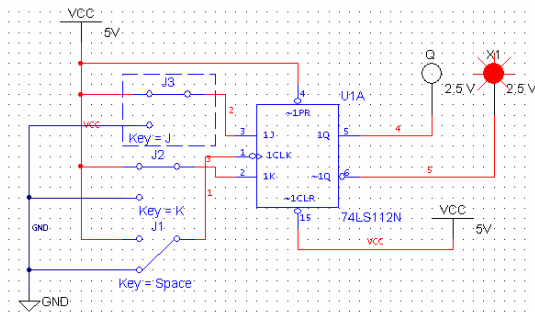 VCC
5V
J3
VCC
2
Key = J
J2
3
1
Key = K
GND
J1
Key = Space
GND
4
~1PR
U1A
3
1J
1Q
5
4
1
1CLK
2
1K
~1Q
6
5
~1CLR
15
74LS112N
VCC
VCC
5V
Q
2.5 V
X1
2.5 V